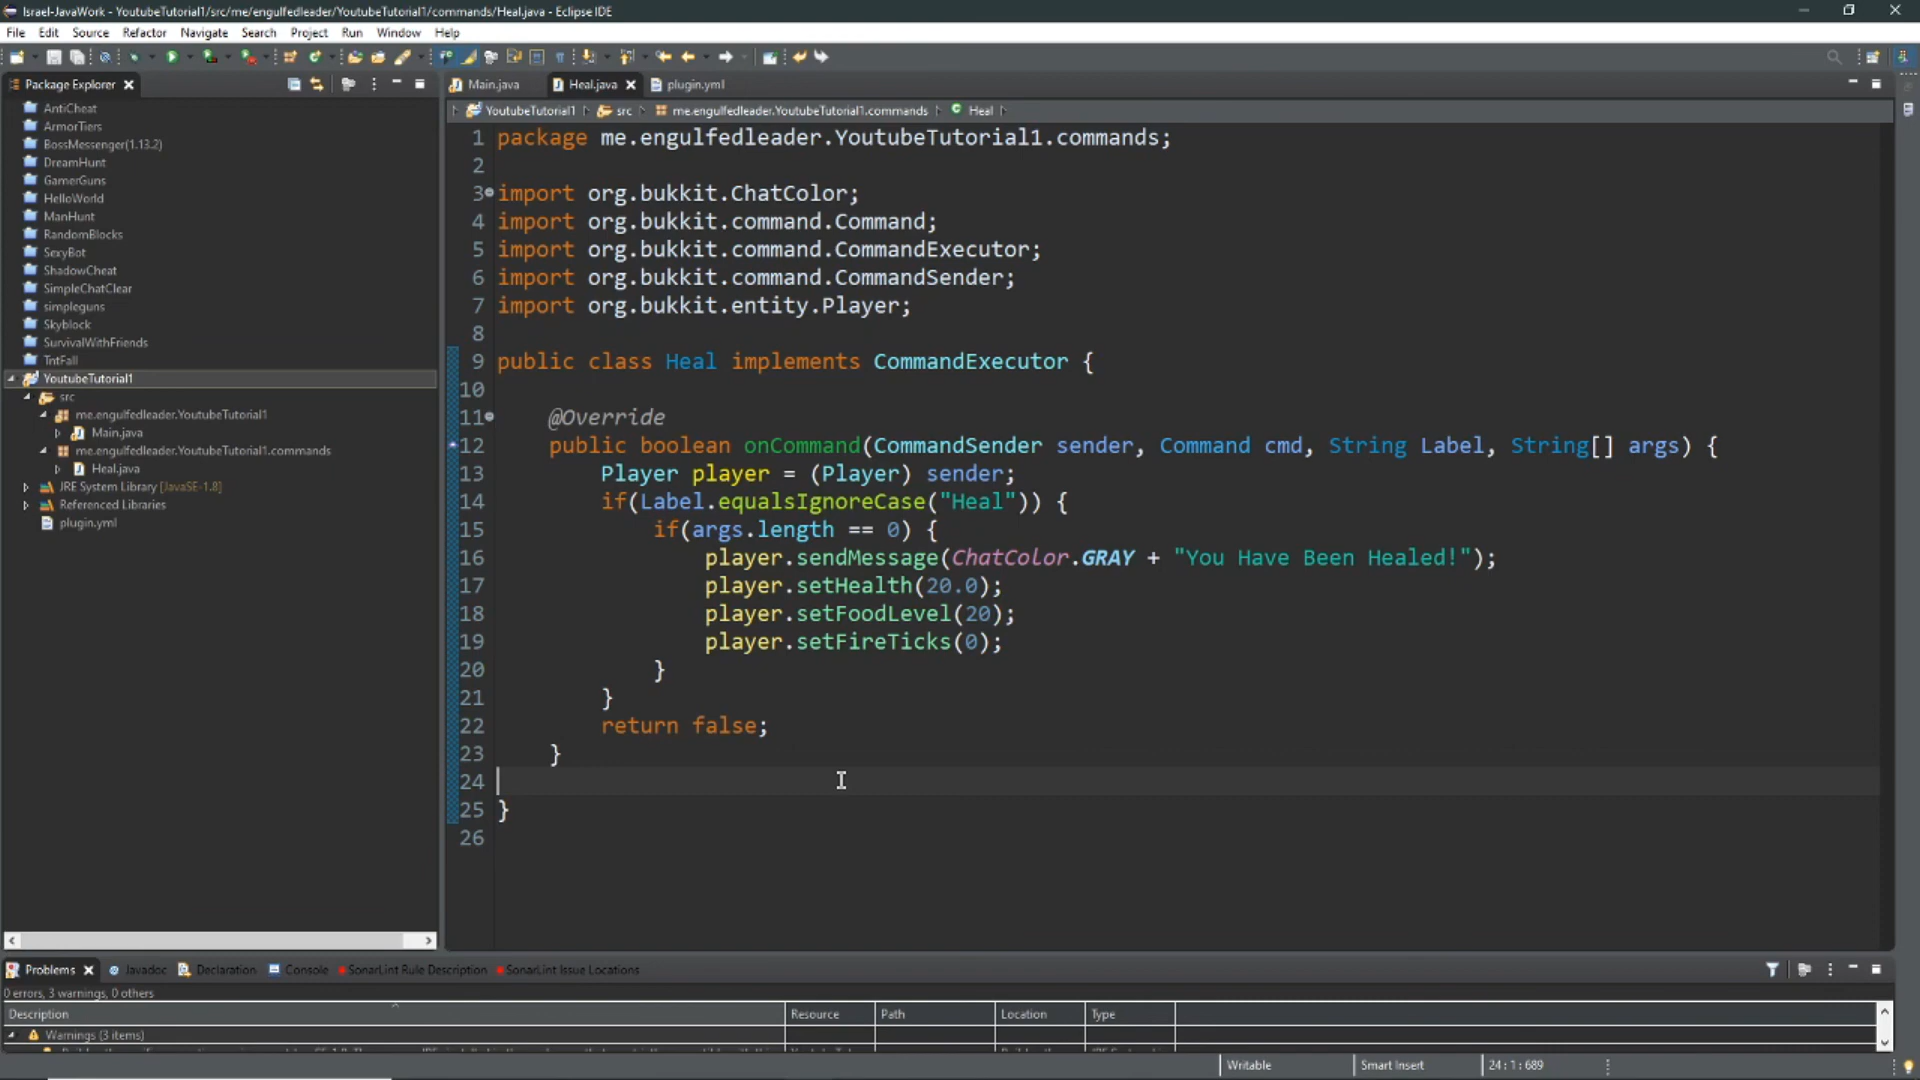 Israel-JavaWork - YoutubeTutorial1/src/me/engulfedleader/YoutubeTutorial1/commands/Heal.java - Eclipse IDE
File Edit Source Refactor Navigate Search Project Run Window Help
Package Explorer
Main.java Heal.java plugin.yml
YoutubeTutorial1 src me.engulfedleader.YoutubeTutorial1.commands Heal
AntiCheat
ArmorTiers
BossMessenger(1.13.2)
DreamHunt
GamerGuns
HelloWorld
ManHunt
RandomBlocks
SexyBot
ShadowCheat
SimpleChatClear
simpleguns
Skyblock
SurvivalWithFriends
TntFall
YoutubeTutorial1
src
me.engulfedleader.YoutubeTutorial1
Main.java
me.engulfedleader.YoutubeTutorial1.commands
Heal.java
JRE System Library [JavaSE-1.8]
Referenced Libraries
plugin.yml
1 package me.engulfedleader.YoutubeTutorial1.commands;
2
3 import org.bukkit.ChatColor;
4 import org.bukkit.command.Command;
5 import org.bukkit.command.CommandExecutor;
6 import org.bukkit.command.CommandSender;
7 import org.bukkit.entity.Player;
8
9 public class Heal implements CommandExecutor {
10
11 @Override
12 public boolean onCommand(CommandSender sender, Command cmd, String Label, String[] args) {
13 Player player = (Player) sender;
14 if(Label.equalsIgnoreCase("Heal")) {
15 if(args.length == 0) {
16 player.sendMessage(ChatColor.GRAY + "You Have Been Healed!");
17 player.setHealth(20.0);
18 player.setFoodLevel(20);
19 player.setFireTicks(0);
20 }
21 }
22 return false;
23 }
24
25 }
26
Problems Javadoc Declaration Console SonarLint Rule Description SonarLint Issue Locations
0 errors, 3 warnings, 0 others
Description Resource Path Location Type
Warnings (3 items)
Writable Smart Insert 24 : 1 : 689